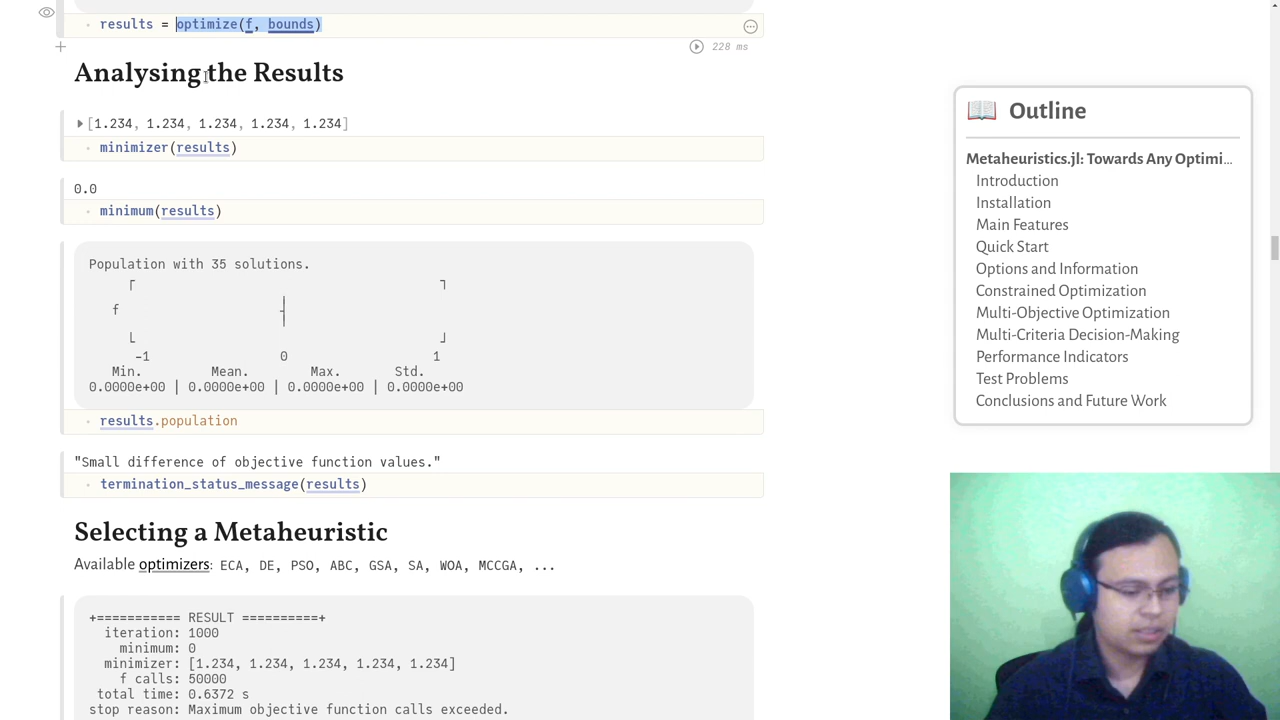 results = optimize(f, bounds)
228 ms
Analysing the Results
[1.234, 1.234, 1.234, 1.234, 1.234]
minimizer(results)
0.0
minimum(results)
Population with 35 solutions.
f
-1 0 1
Min. Mean. Max. Std.
0.0000e+00 | 0.0000e+00 | 0.0000e+00 | 0.0000e+00
results.population
"Small difference of objective function values."
termination_status_message(results)
Selecting a Metaheuristic
Available optimizers: ECA, DE, PSO, ABC, GSA, SA, WOA, MCCGA, ...
+=========== RESULT ==========+
iteration: 1000
minimum: 0
minimizer: [1.234, 1.234, 1.234, 1.234, 1.234]
f calls: 50000
total time: 0.6372 s
stop reason: Maximum objective function calls exceeded.
Outline
Metaheuristics.jl: Towards Any Optimi...
Introduction
Installation
Main Features
Quick Start
Options and Information
Constrained Optimization
Multi-Objective Optimization
Multi-Criteria Decision-Making
Performance Indicators
Test Problems
Conclusions and Future Work